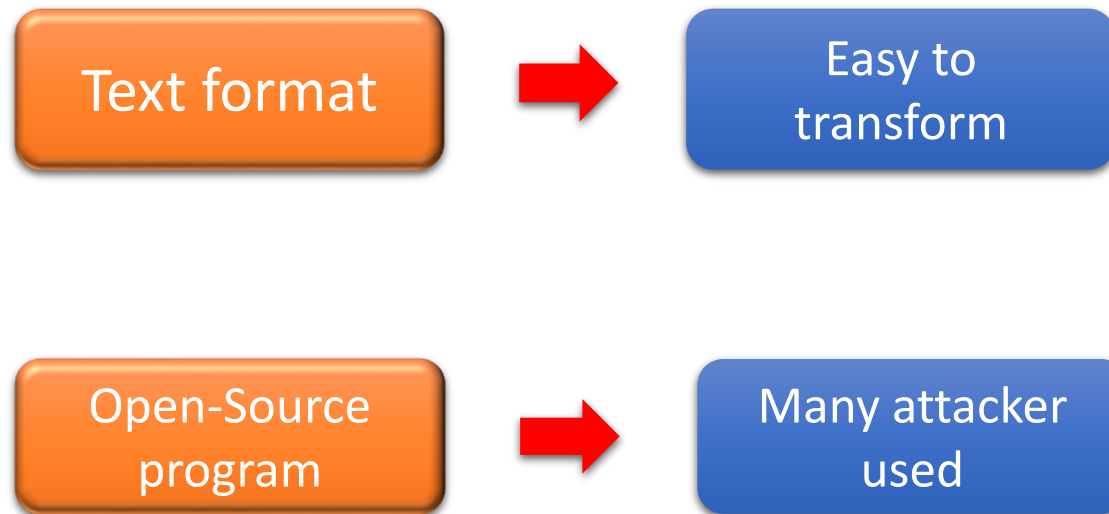 Text format
Easy to
transform
Open-Source
program
Many attacker
used